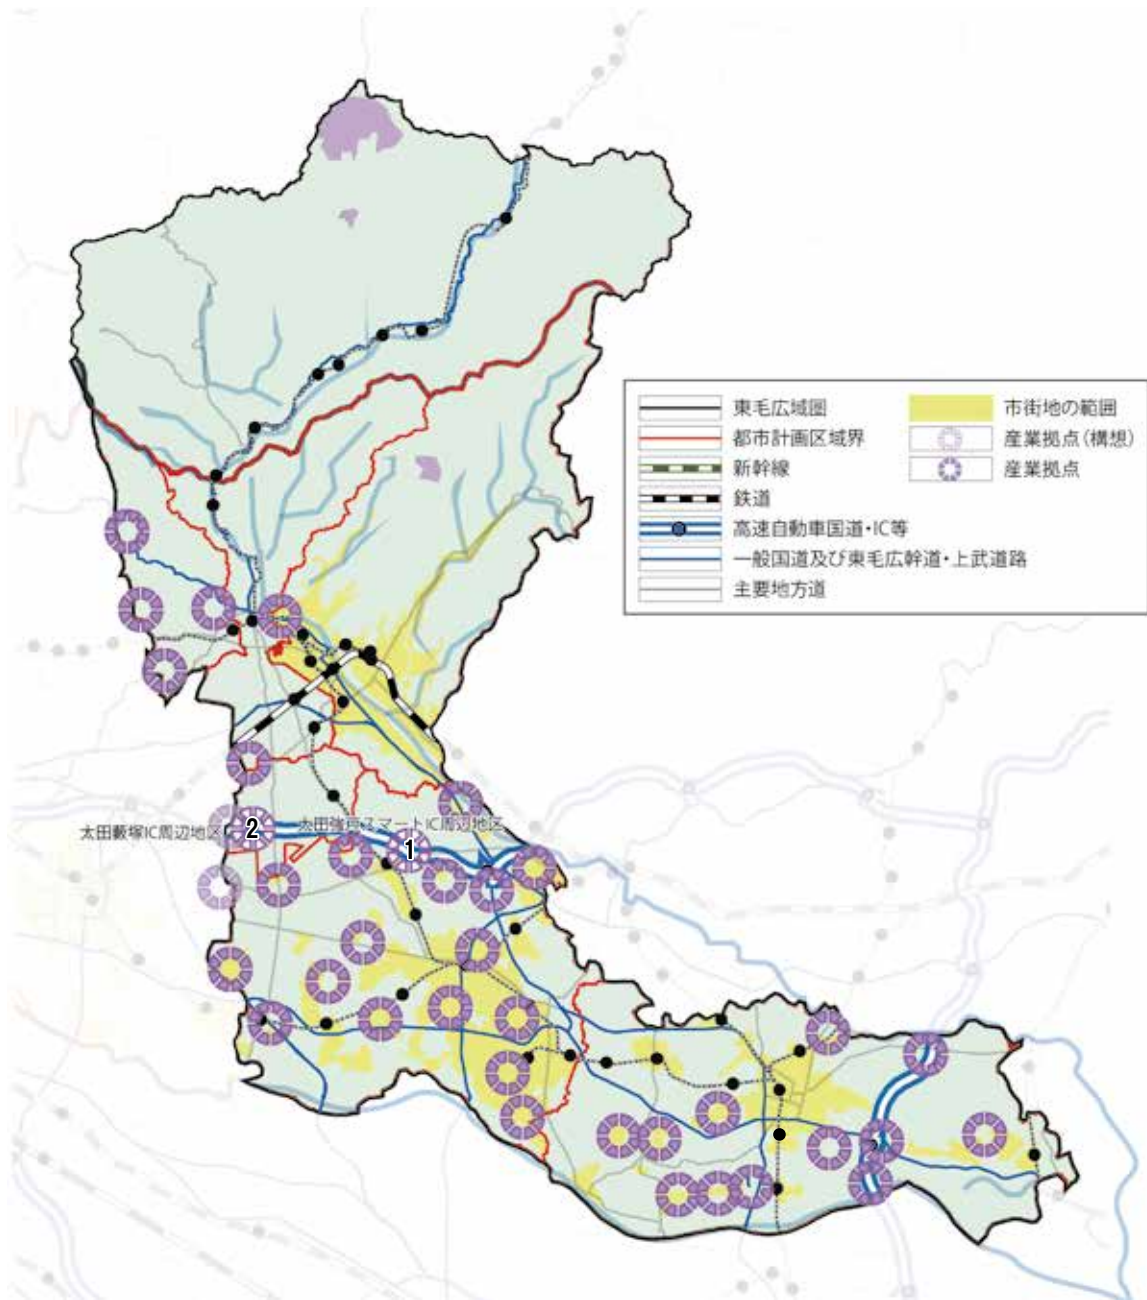 東毛広域圏
都市計画区域界
新幹線
鉄道
高速自動車国道・IC等
一般国道及び東毛広幹道・上武道路
主要地方道
市街地の範囲
産業拠点(構想)
産業拠点
太田藪塚IC周辺地区
2
太田強戸スマートIC周辺地区
1